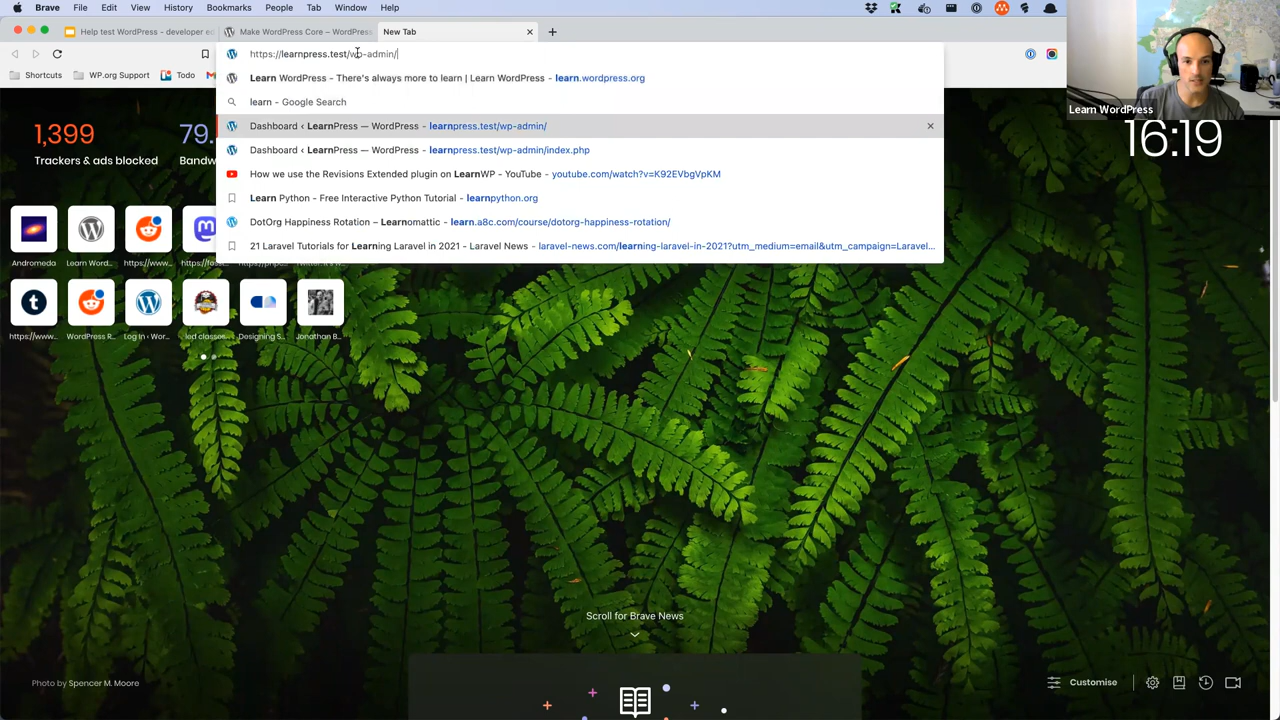 Brave File Edit View History Bookmarks People Tab Window Help
Help test WordPress – developer e
Make WordPress Core – WordPress
New Tab
https://learnpress.test/wp-admin/
Shortcuts WP.org Support Todo
Learn WordPress - There's always more to learn | Learn WordPress - learn.wordpress.org
learn - Google Search
Dashboard ‹ LearnPress — WordPress - learnpress.test/wp-admin/
Dashboard ‹ LearnPress — WordPress - learnpress.test/wp-admin/index.php
How we use the Revisions Extended plugin on LearnWP - YouTube - youtube.com/watch?v=K92EVbgVpKM
Learn Python - Free Interactive Python Tutorial - learnpython.org
DotOrg Happiness Rotation – Learnomattic - learn.a8c.com/course/dotorg-happiness-rotation/
21 Laravel Tutorials for Learning Laravel in 2021 - Laravel News - laravel-news.com/learning-laravel-in-2021?utm_medium=email&utm_campaign=Laravel...
Learn WordPress
1,399
Trackers & ads blocked
79.
Bandw
16:19
Andromeda Learn Word... https://www...
https://www... WordPress R... Log In ‹ Wor... led classes... Designing S... Jonathan B...
Scroll for Brave News
Photo by Spencer M. Moore
Customise